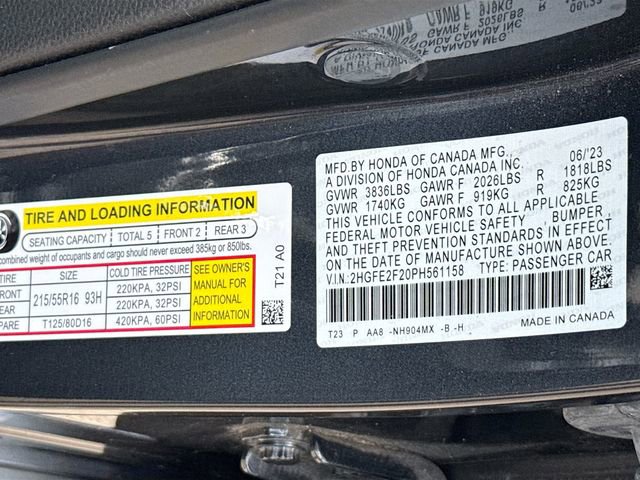 TIRE AND LOADING INFORMATION
SEATING CAPACITY TOTAL 5 FRONT 2 REAR 3
combined weight of occupants and cargo should never exceed 385kg or 850lbs.
SIZE COLD TIRE PRESSURE
215/55R16 93H 220KPA, 32PSI
220KPA, 32PSI
T125/80D16 420KPA, 60PSI
SEE OWNER'S
MANUAL FOR
ADDITIONAL
INFORMATION
T21 A0
MFD.BY HONDA OF CANADA MFG. 06/'23
A DIVISION OF HONDA CANADA INC.
GVWR 3836LBS GAWR F 2026LBS R 1818LBS
GVWR 1740KG GAWR F 919KG R 825KG
THIS VEHICLE CONFORMS TO ALL APPLICABLE
FEDERAL MOTOR VEHICLE SAFETY, BUMPER,
AND THEFT PREVENTION STANDARDS IN EFFECT
ON THE DATE OF MANUFACTURE SHOWN ABOVE.
V.I.N.:2HGFE2F20PH561158 TYPE: PASSENGER CAR
T23 P AA8 -NH904MX -B -H MADE IN CANADA